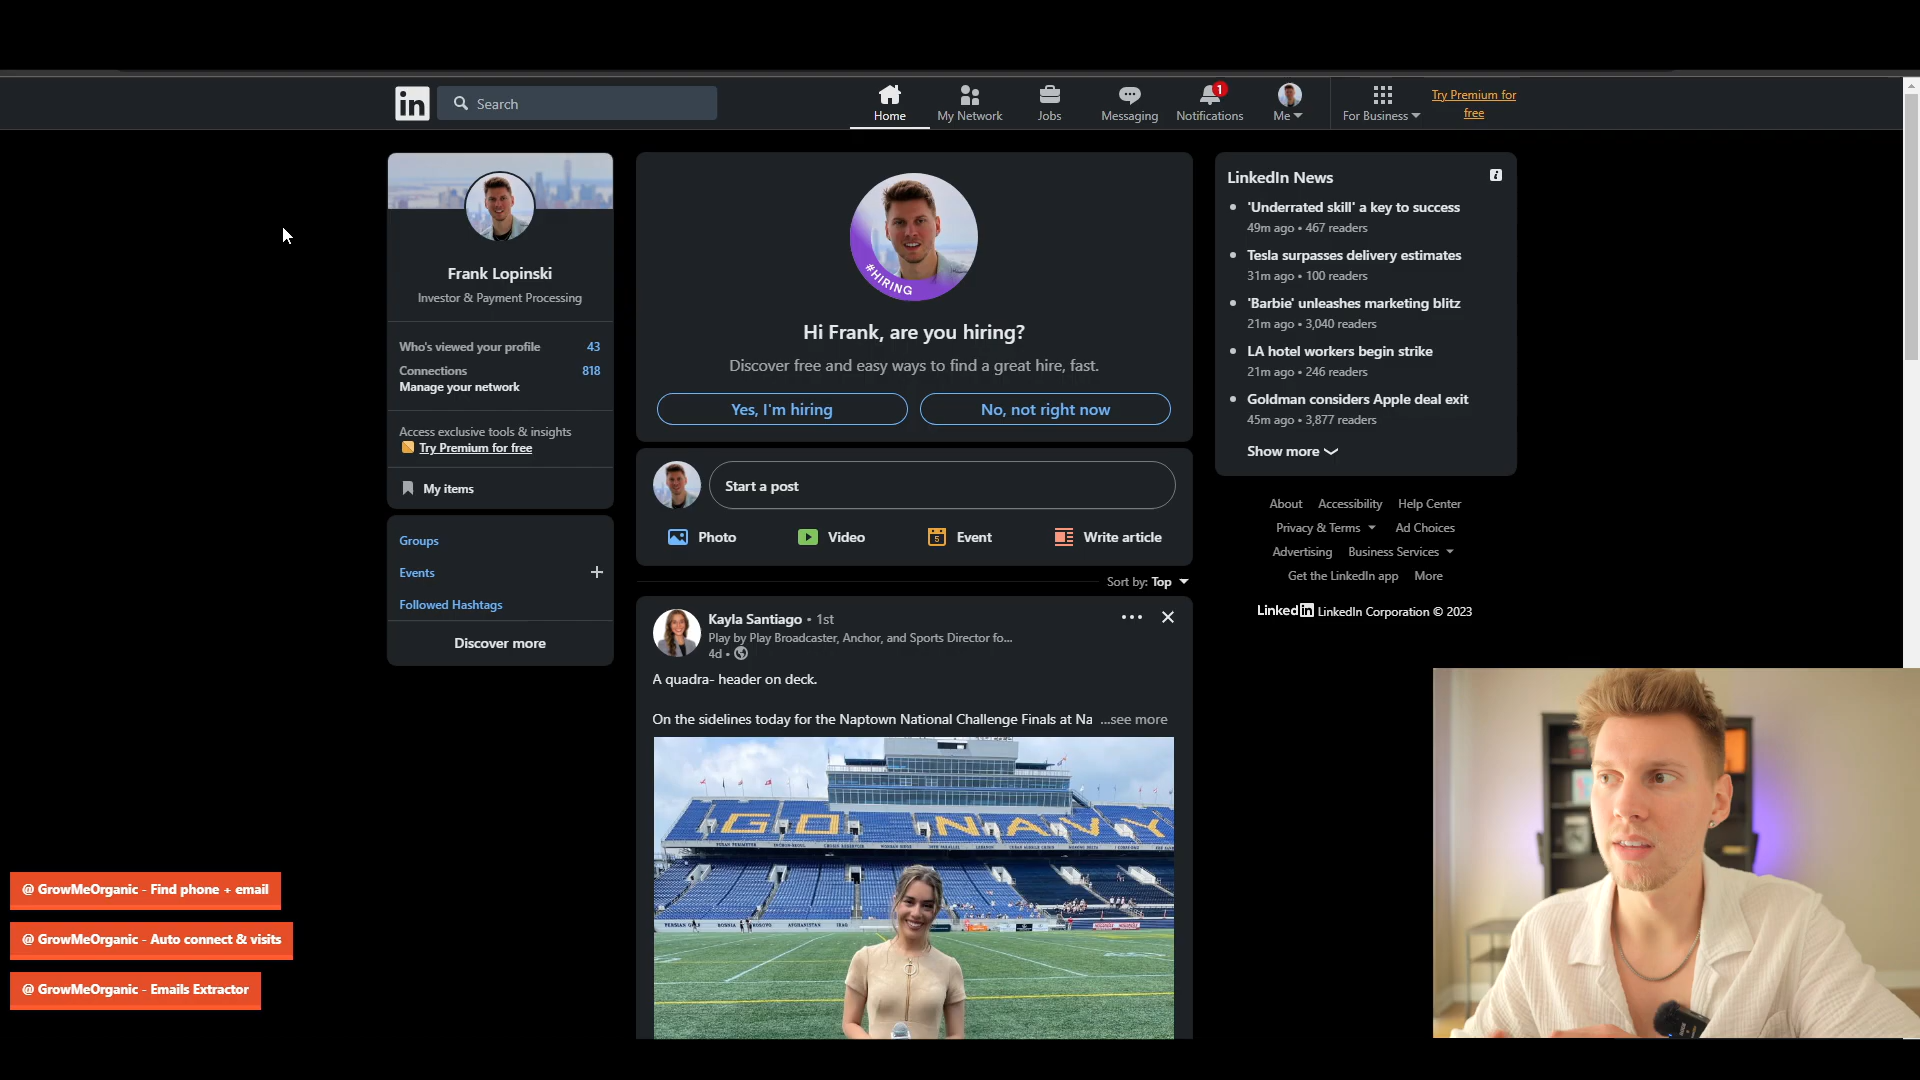 in
Search
Home
My Network
Jobs
Messaging
1
Notifications
Me
For Business
Try Premium for
free
Frank Lopinski
Investor & Payment Processing
Who's viewed your profile 43
Connections 818
Manage your network
Access exclusive tools & insights
Try Premium for free
My items
Groups
Events
Followed Hashtags
Discover more
#HIRING
Hi Frank, are you hiring?
Discover free and easy ways to find a great hire, fast.
Yes, I'm hiring
No, not right now
Start a post
Photo
Video
5
Event
Write article
Sort by: Top
Kayla Santiago • 1st
Play by Play Broadcaster, Anchor, and Sports Director fo...
4d •
A quadra- header on deck.
On the sidelines today for the Naptown National Challenge Finals at Na ...see more
GO NAVY
LinkedIn News
'Underrated skill' a key to success
49m ago • 467 readers
Tesla surpasses delivery estimates
31m ago • 100 readers
'Barbie' unleashes marketing blitz
21m ago • 3,040 readers
LA hotel workers begin strike
21m ago • 246 readers
Goldman considers Apple deal exit
45m ago • 3,877 readers
Show more
About Accessibility Help Center
Privacy & Terms Ad Choices
Advertising Business Services
Get the LinkedIn app More
LinkedIn LinkedIn Corporation © 2023
@ GrowMeOrganic - Find phone + email
@ GrowMeOrganic - Auto connect & visits
@ GrowMeOrganic - Emails Extractor